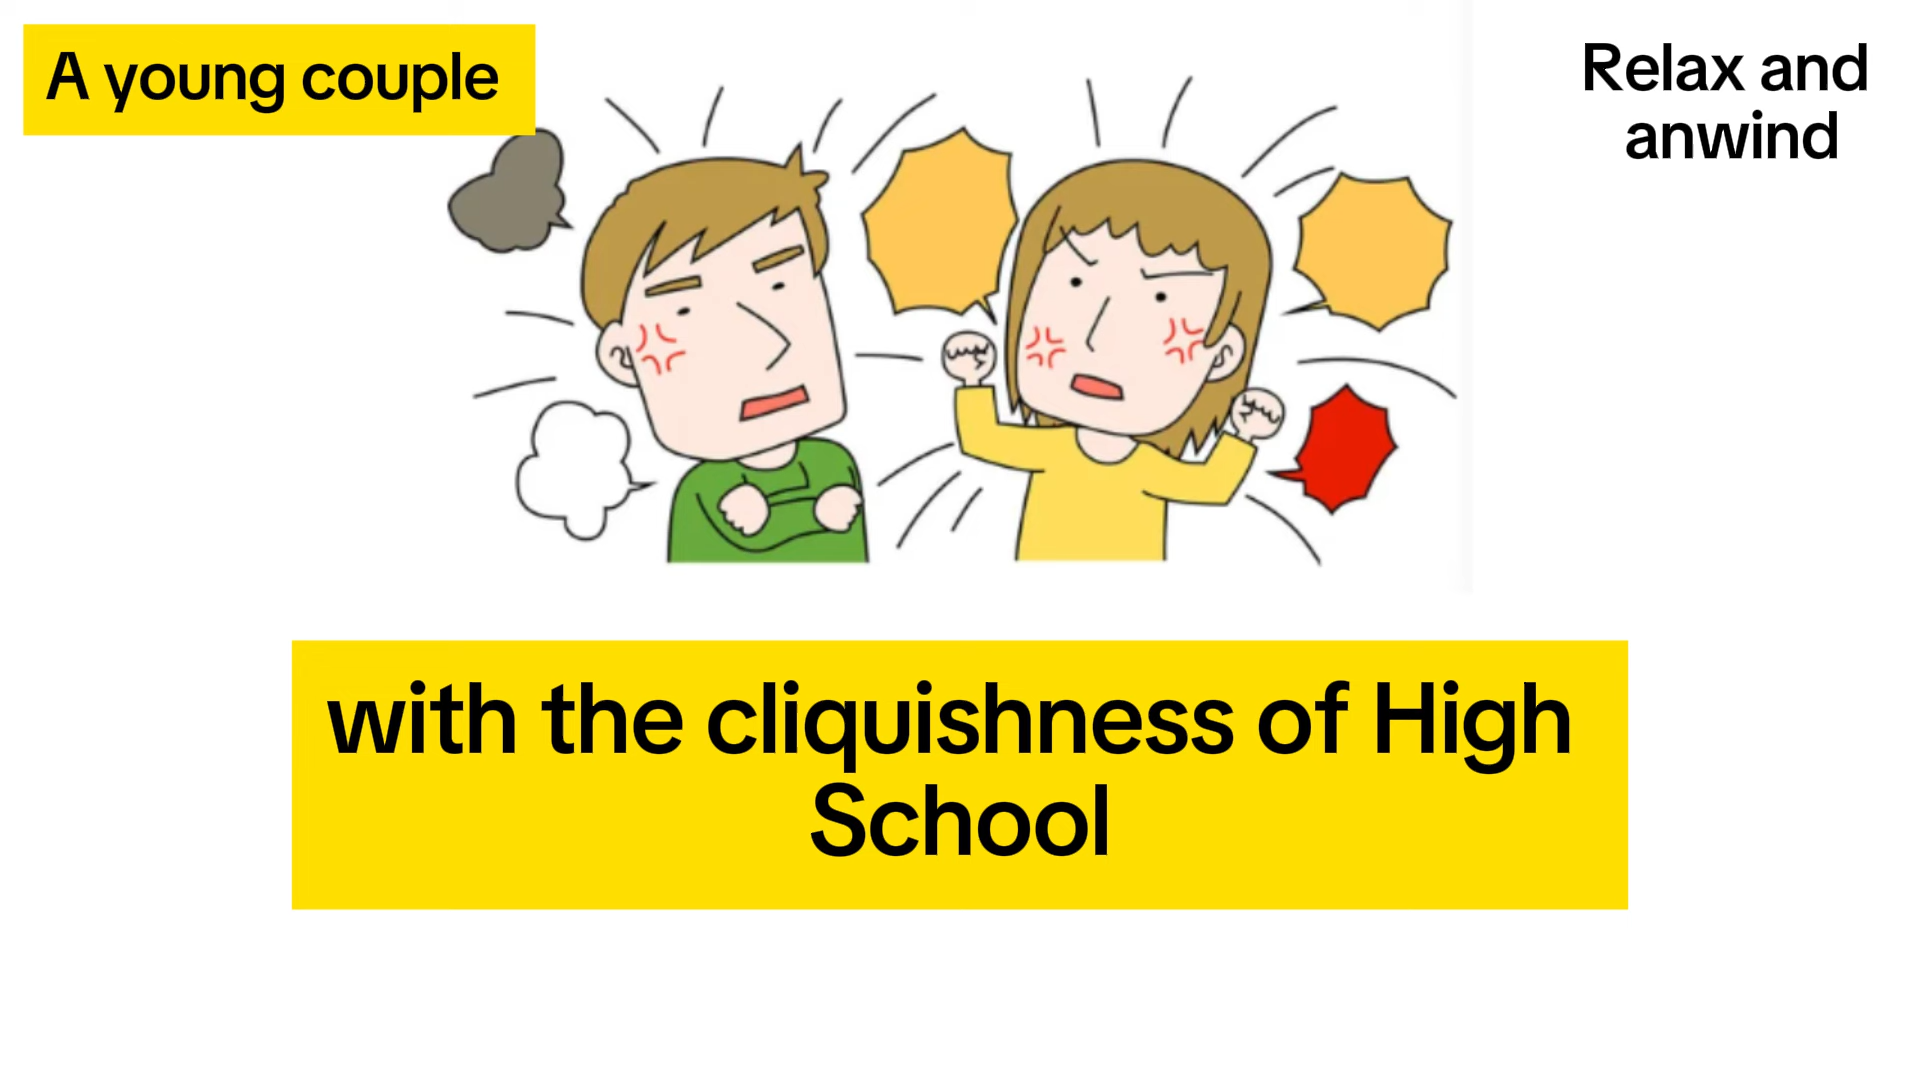 A young couple
Relax and
anwind
with the cliquishness of High
School